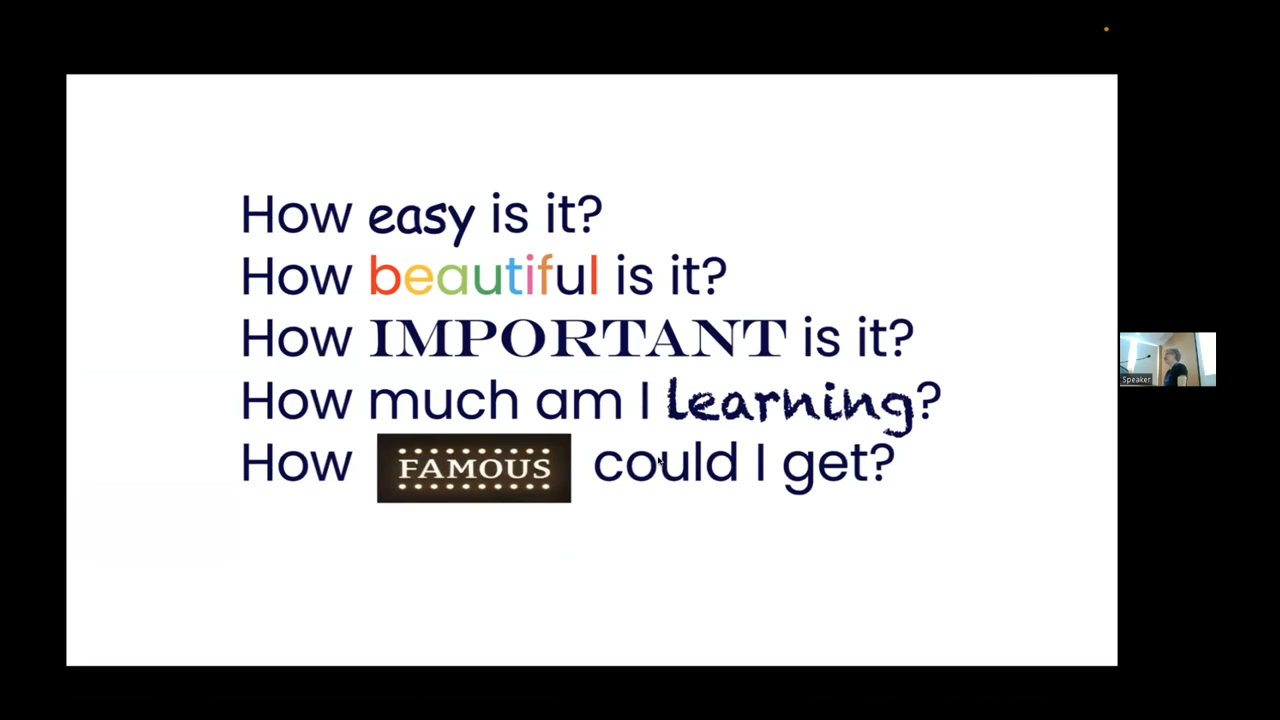 How easy is it?
How beautiful is it?
How IMPORTANT is it?
How much am I learning?
How FAMOUS could I get?
Speaker